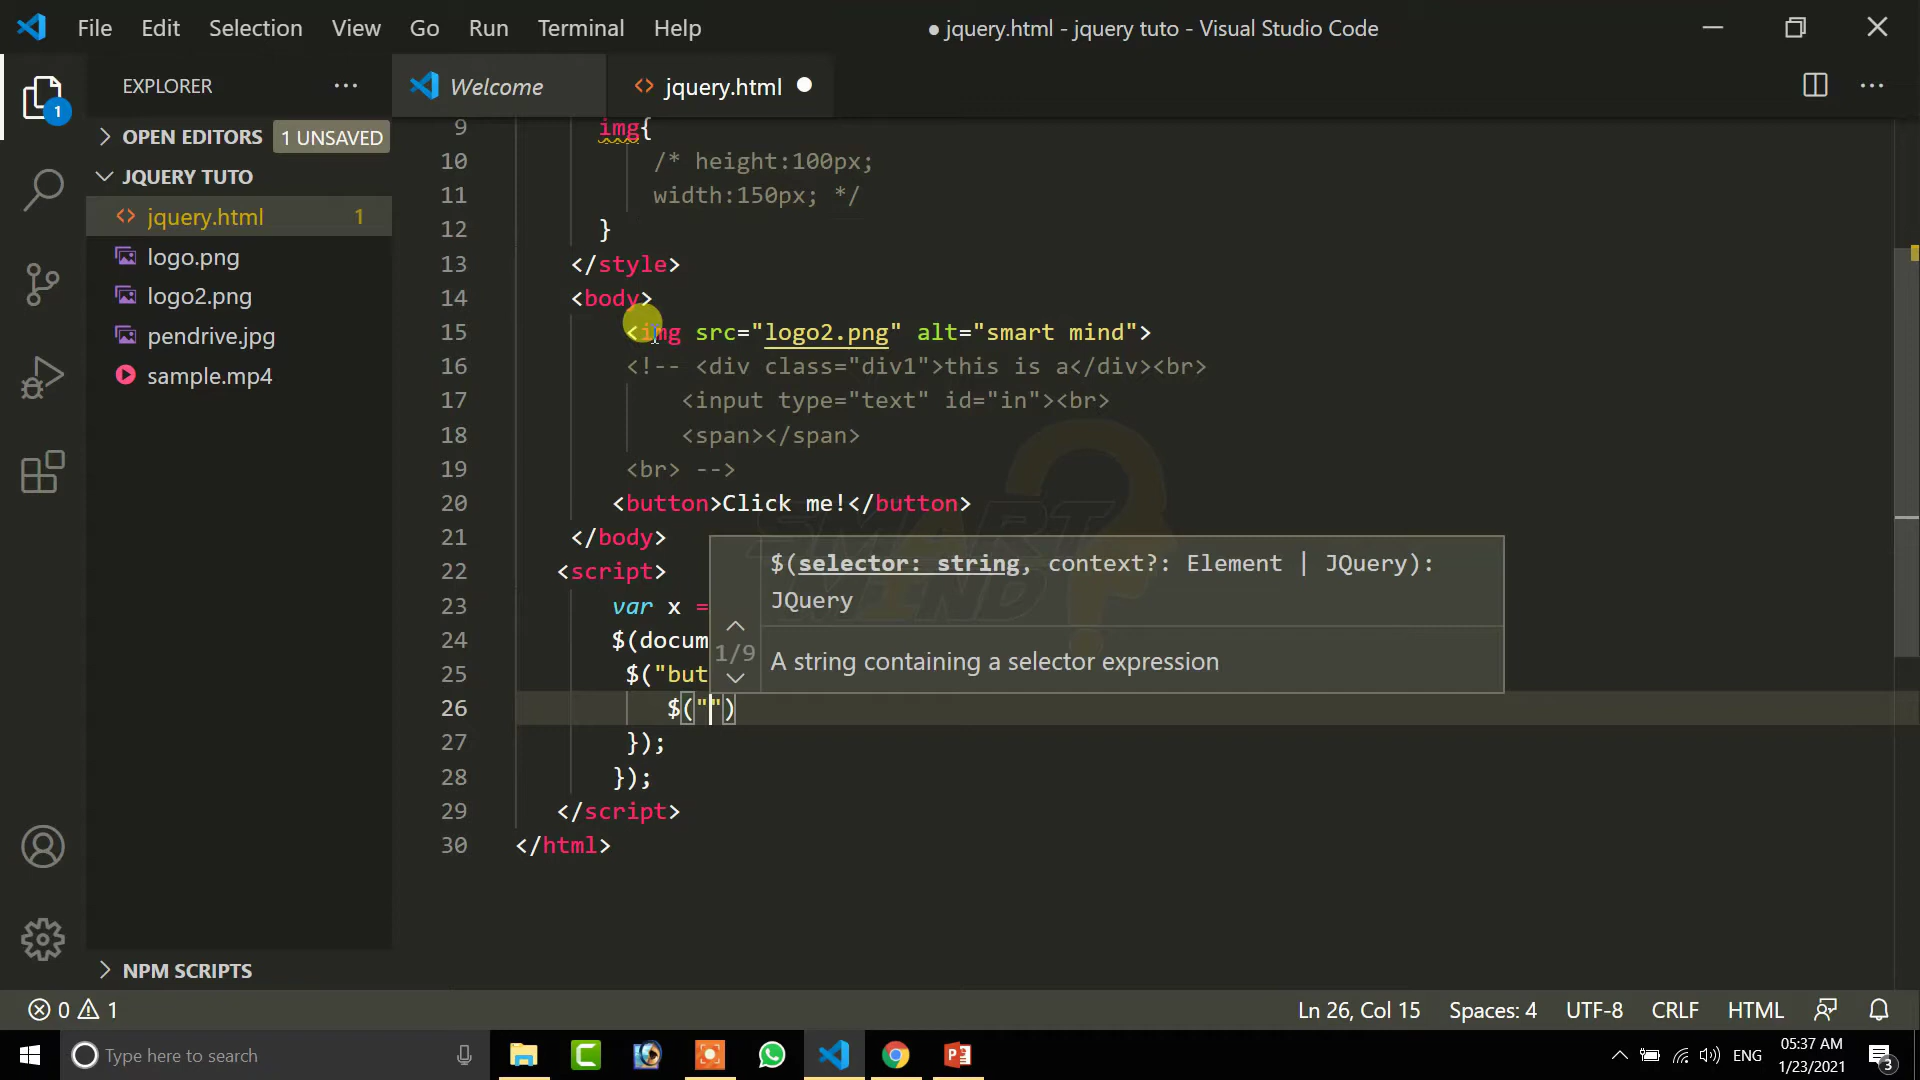 File Edit Selection View Go Run Terminal Help
● jquery.html - jquery tuto - Visual Studio Code
EXPLORER
Welcome
jquery.html
OPEN EDITORS 1 UNSAVED
JQUERY TUTO
jquery.html 1
logo.png
logo2.png
pendrive.jpg
sample.mp4
NPM SCRIPTS
1
9 img{
10 /* height:100px;
11 width:150px; */
12 }
13 </style>
14 <body>
15 <img src="logo2.png" alt="smart mind">
16 <!-- <div class="div1">this is a</div><br>
17 <input type="text" id="in"><br>
18 <span></span>
19 <br> -->
20 <button>Click me!</button>
21 </body>
22 <script>
23 var x =
24 $(docum
25 $("but
26 $("")
27 });
28 });
29 </script>
30 </html>
$(selector: string, context?: Element | JQuery):
JQuery
1/9
A string containing a selector expression
SMART
MIND
0 1
Ln 26, Col 15 Spaces: 4 UTF-8 CRLF HTML
Type here to search
ENG
05:37 AM
1/23/2021
3